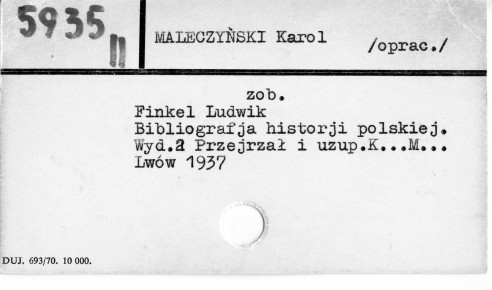 5935
II
MALECZYŃSKI Karol
/oprac./
zob.
Finkel Ludwik
Bibliografja historji polskiej.
Wyd.2 Przejrzał i uzup.K...M...
Lwów 1937
DUJ. 693/70. 10 000.